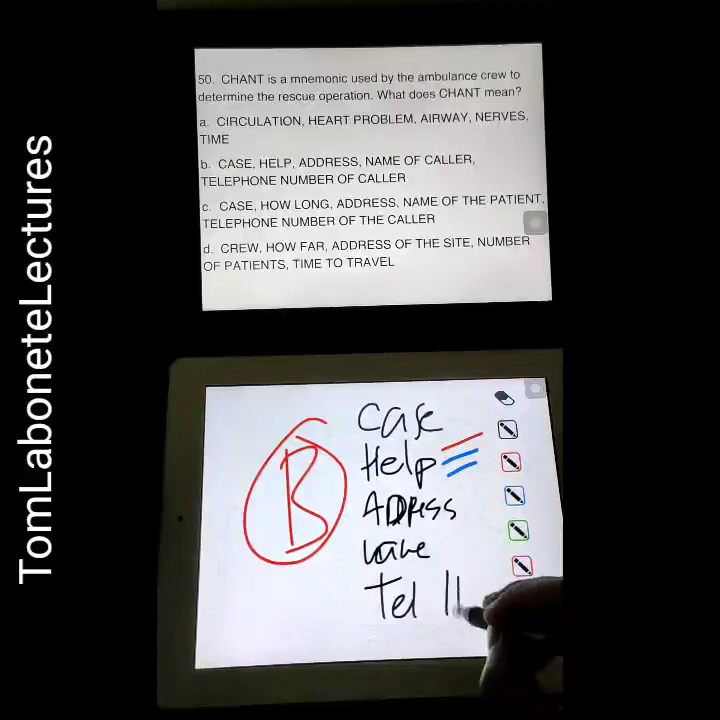 TomLaboneteLectures
50. CHANT is a mnemonic used by the ambulance crew to
determine the rescue operation. What does CHANT mean?
a. CIRCULATION, HEART PROBLEM, AIRWAY, NERVES,
TIME
b. CASE, HELP, ADDRESS, NAME OF CALLER,
TELEPHONE NUMBER OF CALLER
c. CASE, HOW LONG, ADDRESS, NAME OF THE PATIENT,
TELEPHONE NUMBER OF THE CALLER
d. CREW, HOW FAR, ADDRESS OF THE SITE, NUMBER
OF PATIENTS, TIME TO TRAVEL
B
Case
Help
Tel